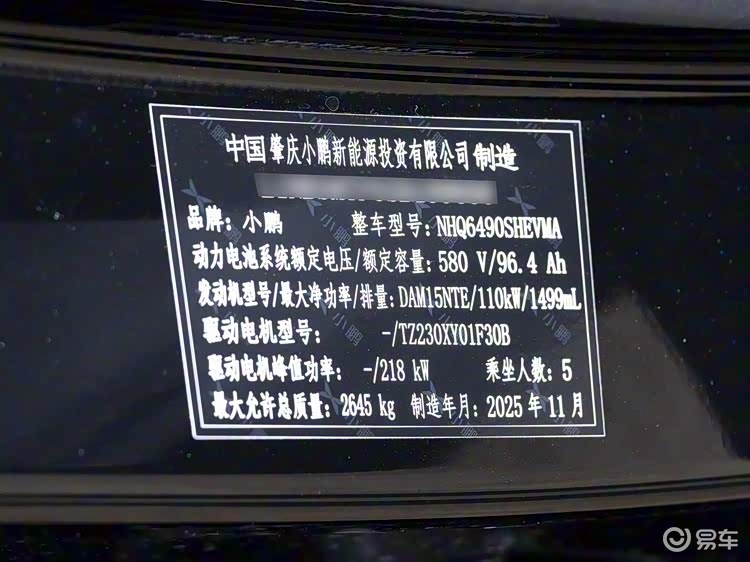 中国 肇庆小鹏新能源投资有限公司 制造
品牌：小鹏 整车型号：NHQ6490SHEVMA
动力电池系统额定电压/额定容量：580 V/96.4 Ah
发动机型号/最大净功率/排量：DAM15NTE/110kW/1499mL
驱动电机型号： -/TZ230XY01F30B
驱动电机峰值功率： -/218 kW 乘坐人数：5
最大允许总质量：2645 kg 制造年月：2025 年 11 月
易车